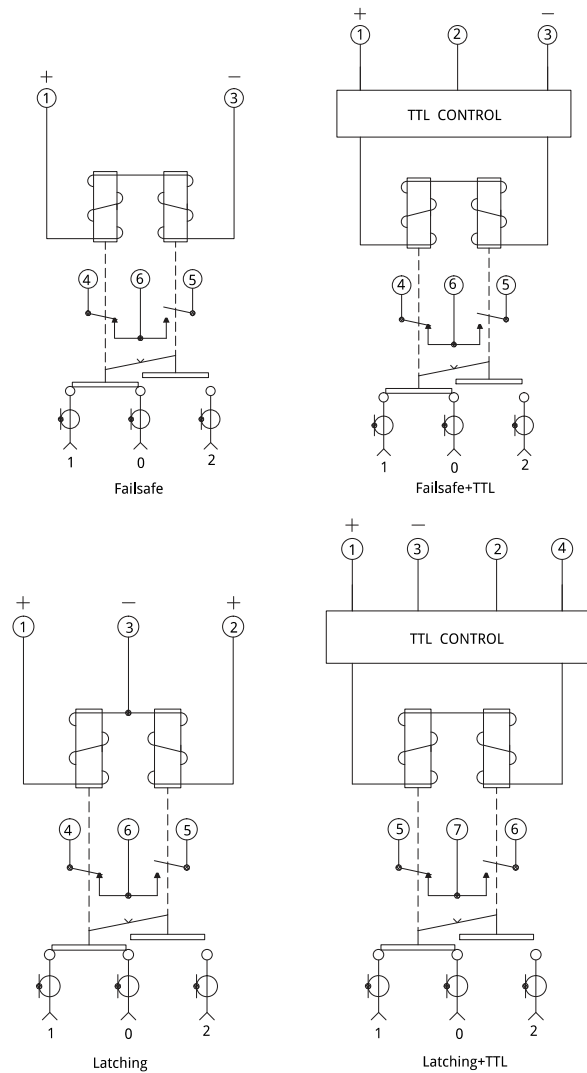 + −
1 3
4 6 5
1 0 2
Failsafe
+ −
1 2 3
TTL CONTROL
4 6 5
1 0 2
Failsafe+TTL
+ − +
1 3 2
4 6 5
1 0 2
Latching
+ −
1 3 2 4
TTL CONTROL
5 7 6
1 0 2
Latching+TTL